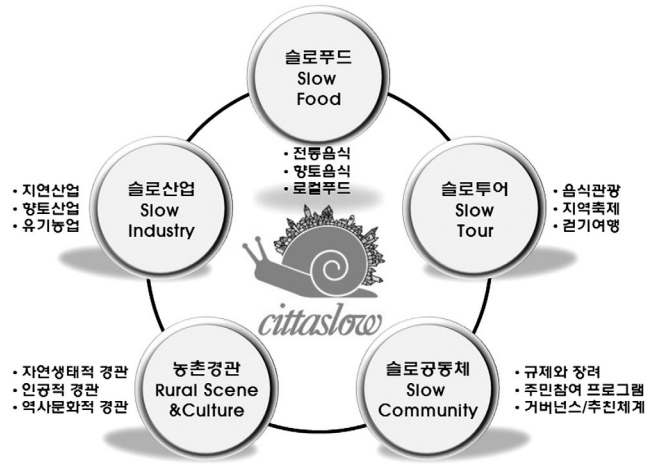 슬로푸드
Slow
Food
• 전통음식
• 향토음식
• 로컬푸드
슬로산업
Slow
Industry
• 지연산업
• 향토산업
• 유기농업
슬로투어
Slow
Tour
• 음식관광
• 지역축제
• 걷기여행
cittaslow
농촌경관
Rural Scene
&Culture
• 자연생태적 경관
• 인공적 경관
• 역사문화적 경관
슬로공동체
Slow
Community
• 규제와 장려
• 주민참여 프로그램
• 거버넌스/추진체계